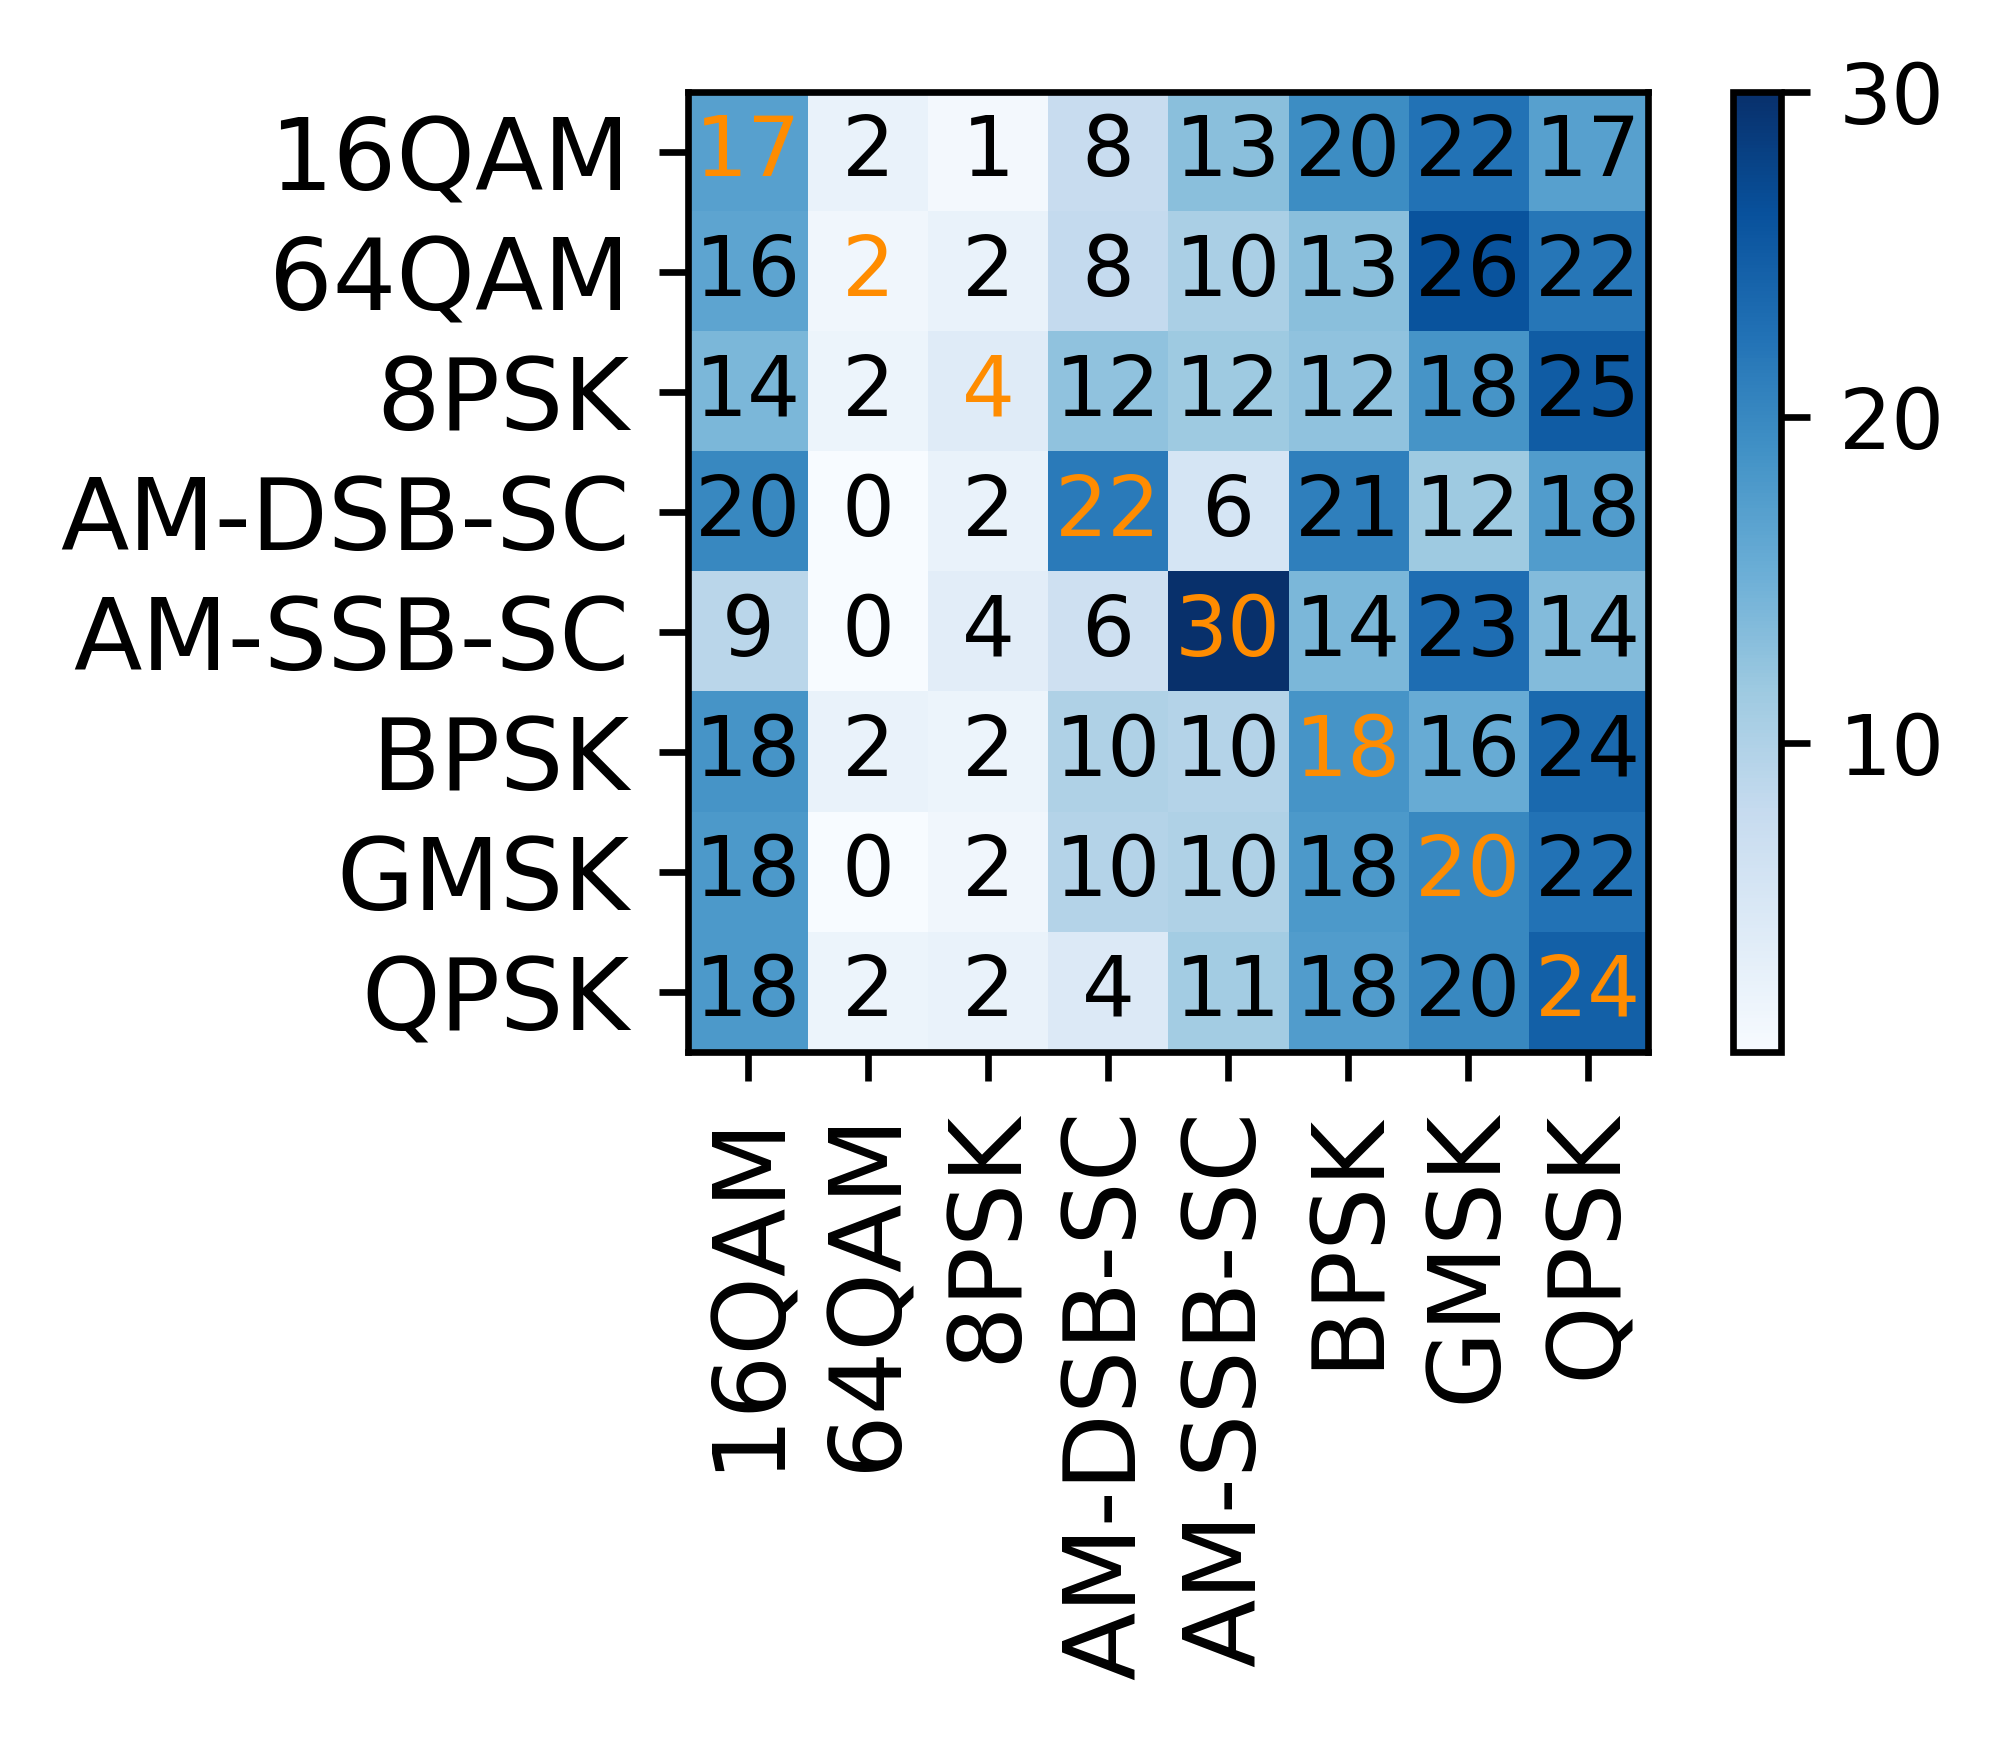 16QAM 17 2 1 8 13 20 22 17
64QAM 16 2 2 8 10 13 26 22
8PSK 14 2 4 12 12 12 18 25
AM-DSB-SC 20 0 2 22 6 21 12 18
AM-SSB-SC 9 0 4 6 30 14 23 14
BPSK 18 2 2 10 10 18 16 24
GMSK 18 0 2 10 10 18 20 22
QPSK 18 2 2 4 11 18 20 24
16QAM
64QAM
8PSK
AM-DSB-SC
AM-SSB-SC
BPSK
GMSK
QPSK
30
20
10